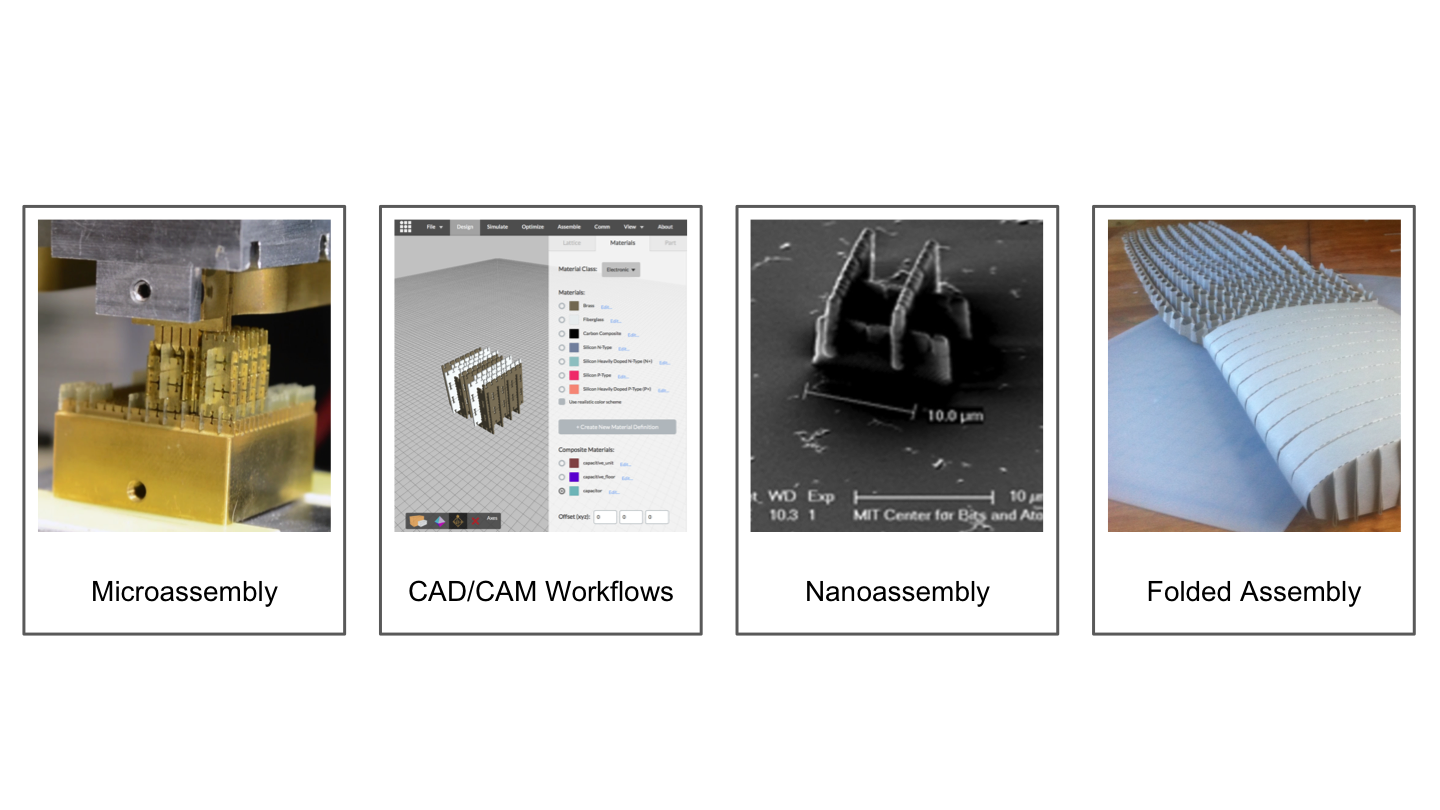 File Design Simulate Optimize Assemble Comm View About
Lattice Materials Part
Material Class: Electronic
Materials:
Brass Edit...
Fiberglass Edit...
Carbon Composite Edit...
Silicon N-Type Edit...
Silicon Heavily Doped N-Type (N+) Edit...
Silicon P-Type Edit...
Silicon Heavily Doped P-Type (P+) Edit...
Use realistic color scheme
+ Create New Material Definition
Composite Materials:
capacitive_unit Edit...
capacitive_floor Edit...
capacitor Edit...
Axes
Offset (xyz): 0 0 0
10.0 µm
WD Exp 10 µm
10.3 1 MIT Center for Bits and Ato
Microassembly
CAD/CAM Workflows
Nanoassembly
Folded Assembly